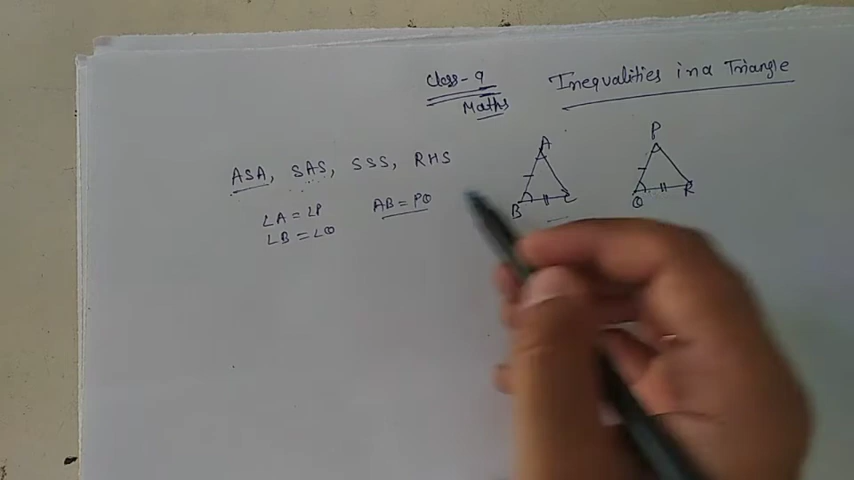 Class-9
Maths
Inequalities in a Triangle
ASA, SAS, SSS, RHS
∠A = ∠P
∠B = ∠Q
AB = PQ
A
B
C
P
Q
R